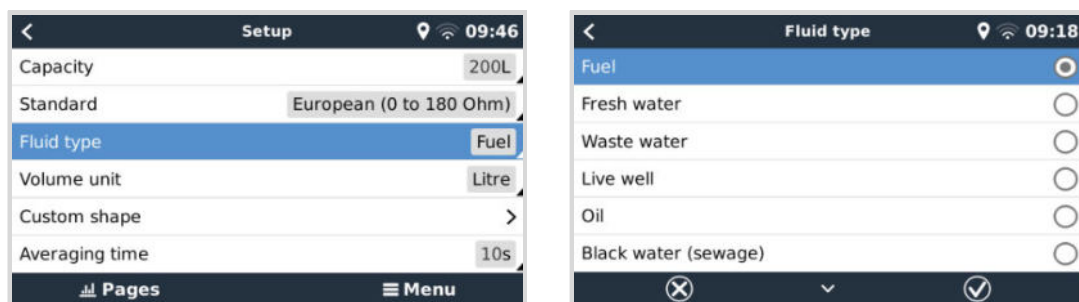 Setup 09:46
Capacity 200L
Standard European (0 to 180 Ohm)
Fluid type Fuel
Volume unit Litre
Custom shape
Averaging time 10s
Pages Menu
Fluid type 09:18
Fuel
Fresh water
Waste water
Live well
Oil
Black water (sewage)